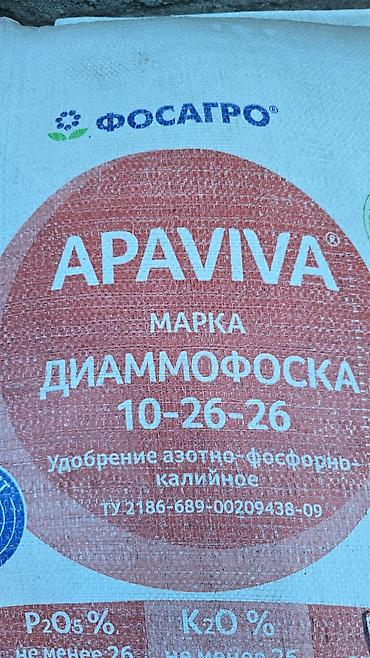 ФОСАГРО®
APAVIVA®
МАРКА
ДИАММОФОСКА
10-26-26
Удобрение азотно-фосфорно-
калийное
ТУ 2186-689-00209438-09
P2O5 % K2O %
не менее 26 не менее 26